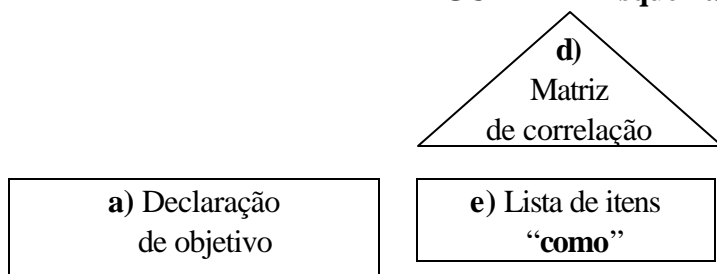 d)
Matriz
de correlação
a) Declaração
de objetivo
e) Lista de itens
“como”